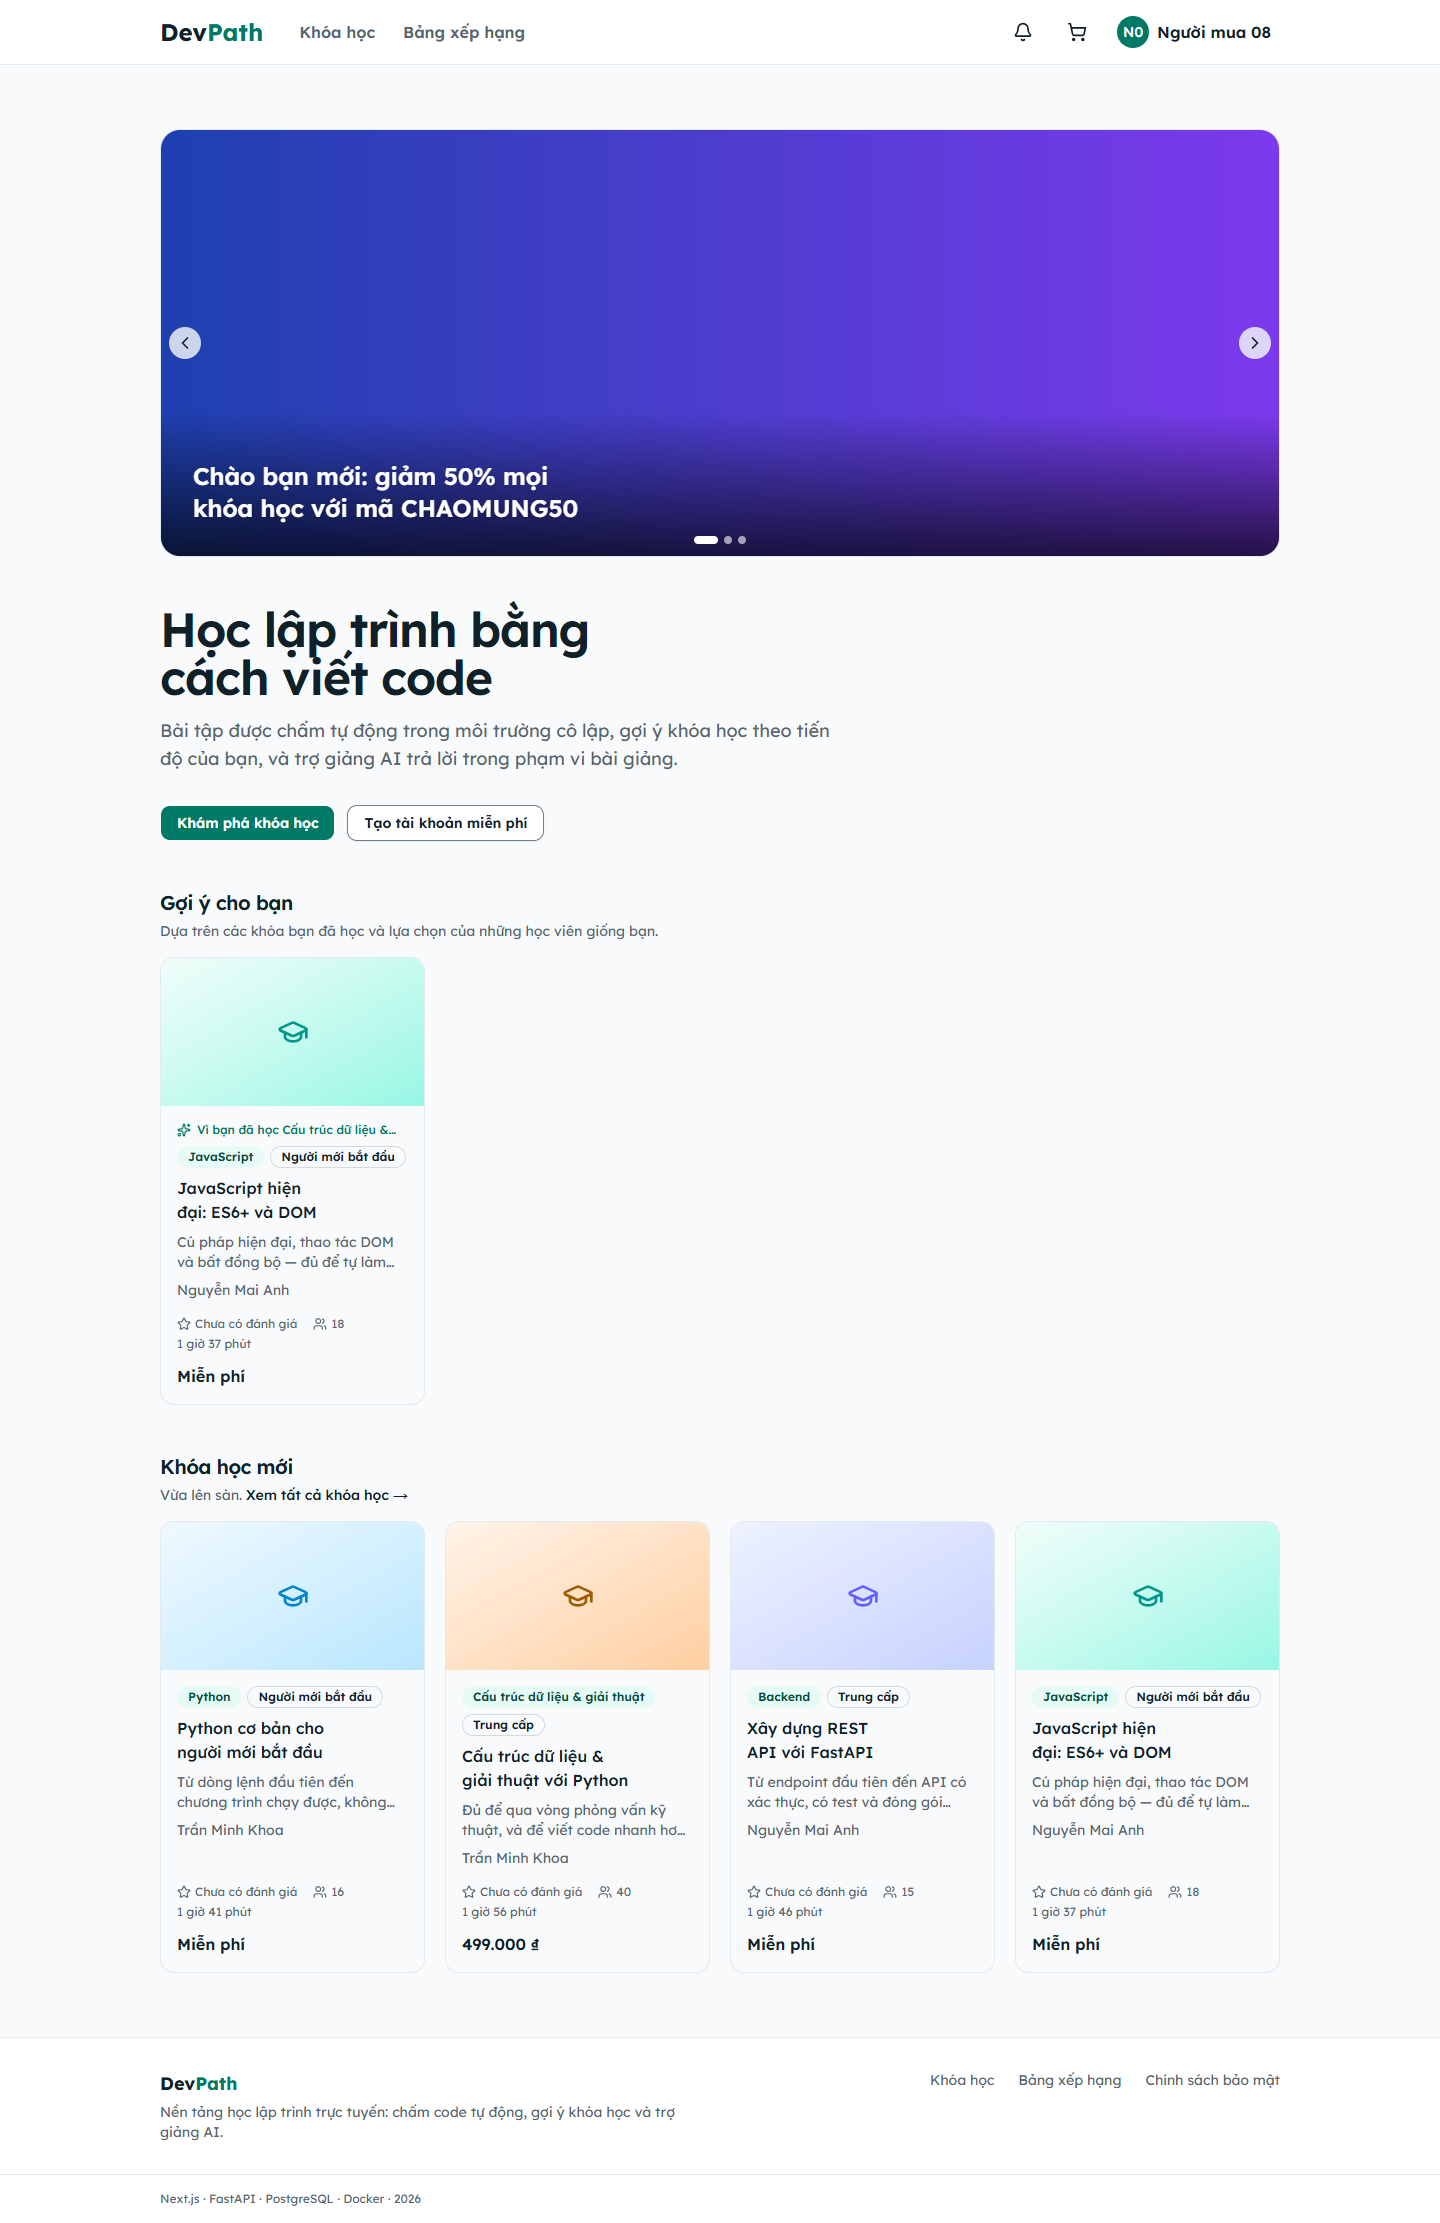 DevPath
Khóa học
Bảng xếp hạng
N0
Người mua 08
Chào bạn mới: giảm 50% mọi
khóa học với mã CHAOMUNG50
Học lập trình bằng
cách viết code
Bài tập được chấm tự động trong môi trường cô lập, gợi ý khóa học theo tiến
độ của bạn, và trợ giảng AI trả lời trong phạm vi bài giảng.
Khám phá khóa học
Tạo tài khoản miễn phí
Gợi ý cho bạn
Dựa trên các khóa bạn đã học và lựa chọn của những học viên giống bạn.
Vì bạn đã học Cấu trúc dữ liệu &…
JavaScript
Người mới bắt đầu
JavaScript hiện
đại: ES6+ và DOM
Cú pháp hiện đại, thao tác DOM
và bất đồng bộ — đủ để tự làm…
Nguyễn Mai Anh
Chưa có đánh giá
18
1 giờ 37 phút
Miễn phí
Khóa học mới
Vừa lên sàn. Xem tất cả khóa học →
Python
Người mới bắt đầu
Python cơ bản cho
người mới bắt đầu
Từ dòng lệnh đầu tiên đến
chương trình chạy được, không…
Trần Minh Khoa
Chưa có đánh giá
16
1 giờ 41 phút
Miễn phí
Cấu trúc dữ liệu & giải thuật
Trung cấp
Cấu trúc dữ liệu &
giải thuật với Python
Đủ để qua vòng phỏng vấn kỹ
thuật, và để viết code nhanh hơ…
Trần Minh Khoa
Chưa có đánh giá
40
1 giờ 56 phút
499.000 ₫
Backend
Trung cấp
Xây dựng REST
API với FastAPI
Từ endpoint đầu tiên đến API có
xác thực, có test và đóng gói…
Nguyễn Mai Anh
Chưa có đánh giá
15
1 giờ 46 phút
Miễn phí
JavaScript
Người mới bắt đầu
JavaScript hiện
đại: ES6+ và DOM
Cú pháp hiện đại, thao tác DOM
và bất đồng bộ — đủ để tự làm…
Nguyễn Mai Anh
Chưa có đánh giá
18
1 giờ 37 phút
Miễn phí
DevPath
Nền tảng học lập trình trực tuyến: chấm code tự động, gợi ý khóa học và trợ
giảng AI.
Khóa học
Bảng xếp hạng
Chính sách bảo mật
Next.js · FastAPI · PostgreSQL · Docker · 2026